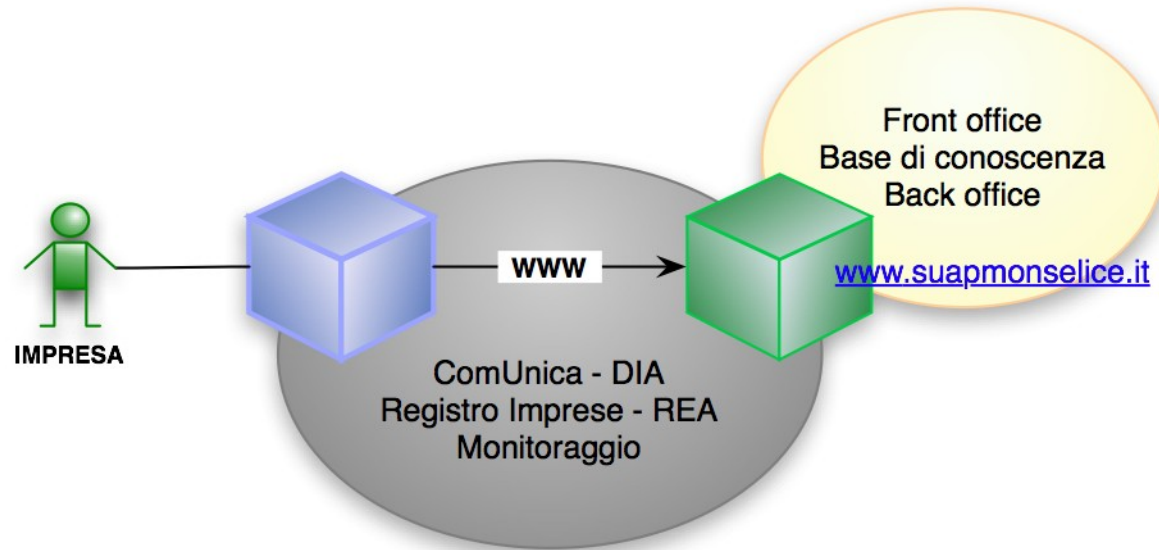 IMPRESA
www
ComUnica - DIA
Registro Imprese - REA
Monitoraggio
Front office
Base di conoscenza
Back office
www.suapmonselice.it